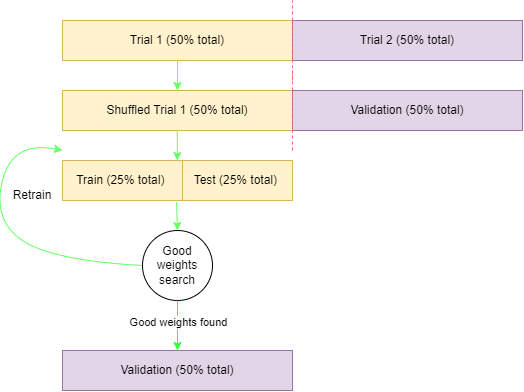 Trial 1 (50% total)
Trial 2 (50% total)
Shuffled Trial 1 (50% total)
Validation (50% total)
Train (25% total)
Test (25% total)
Retrain
Good
weights
search
Good weights found
Validation (50% total)